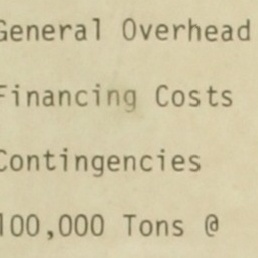 General Overhead
Financing Costs
Contingencies
100,000 Tons @